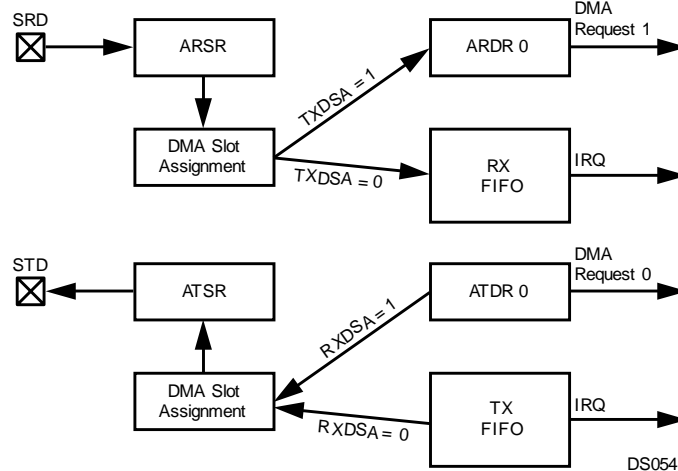 SRD
ARSR
ARDR 0
DMA
Request 1
TXDSA = 1
DMA Slot
Assignment
TXDSA = 0
RX
FIFO
IRQ
STD
ATSR
ATDR 0
DMA
Request 0
RXDSA = 1
DMA Slot
Assignment
RXDSA = 0
TX
FIFO
IRQ
DS054